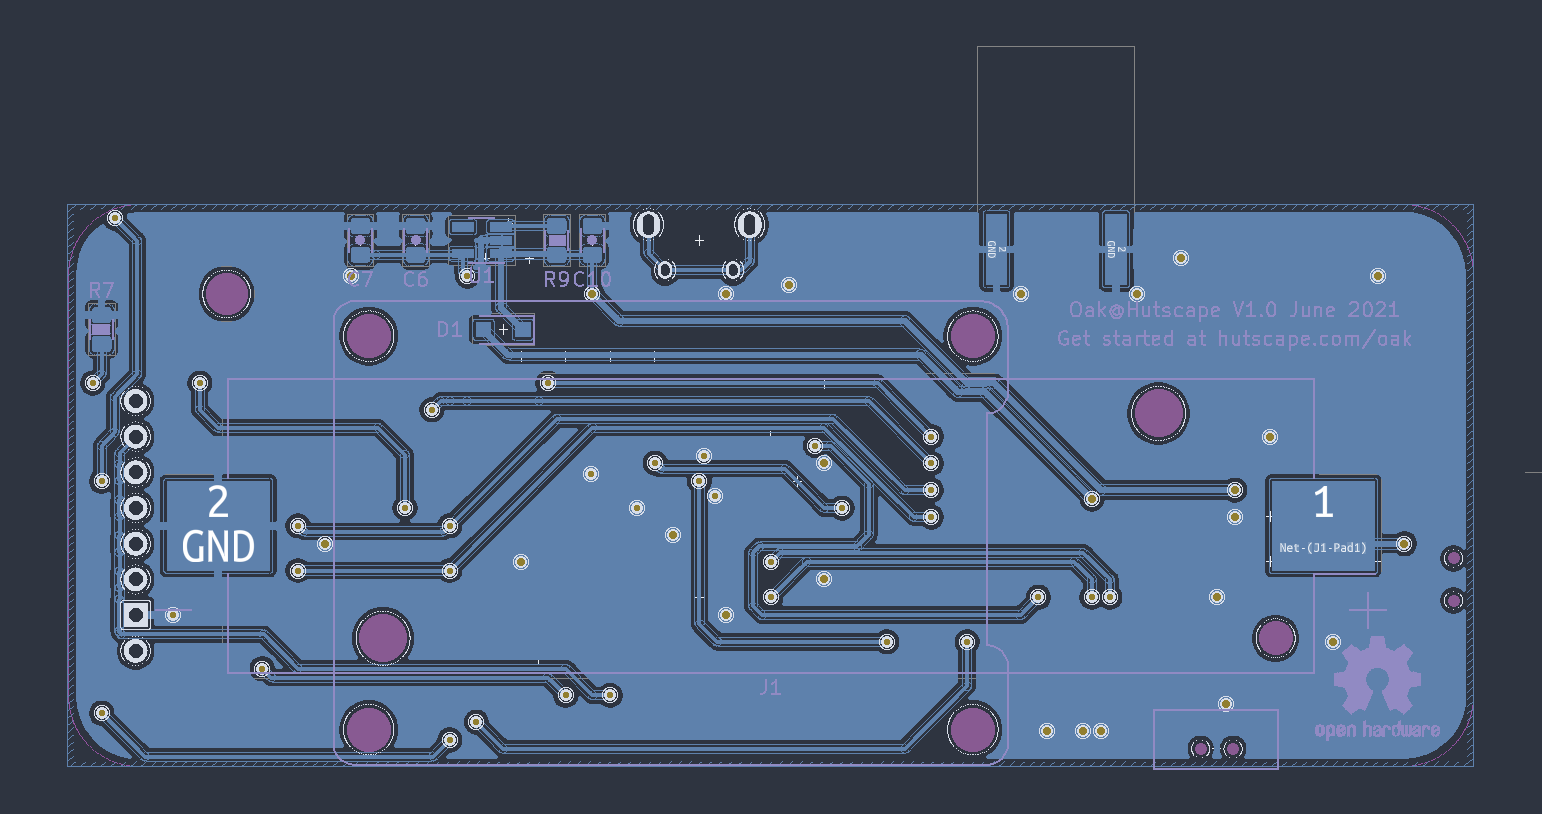 C7
C6
J1
R9
C10
2
GND
2
GND
R7
Oak@Hutscape V1.0 June 2021
Get started at hutscape.com/oak
D1
2
GND
1
Net-(J1-Pad1)
J1
open hardware